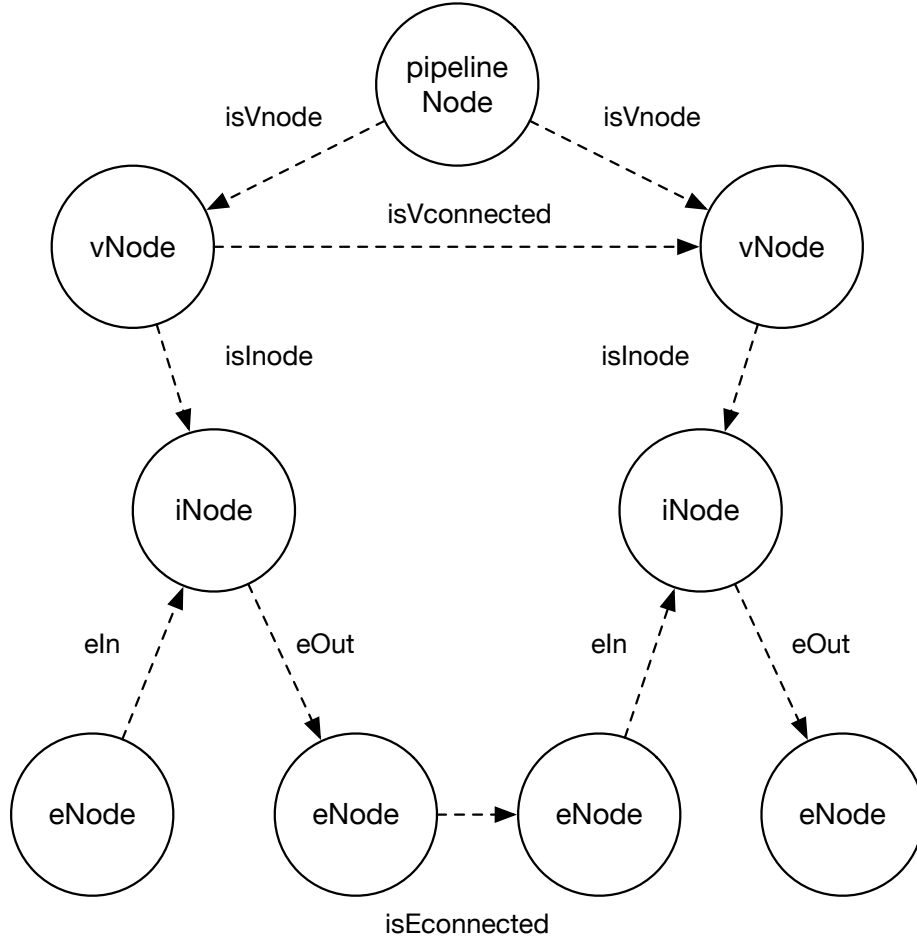 pipeline
Node
isVnode
isVnode
isVconnected
vNode
vNode
isInode
isInode
iNode
iNode
eIn
eOut
eIn
eOut
eNode
eNode
eNode
eNode
isEconnected